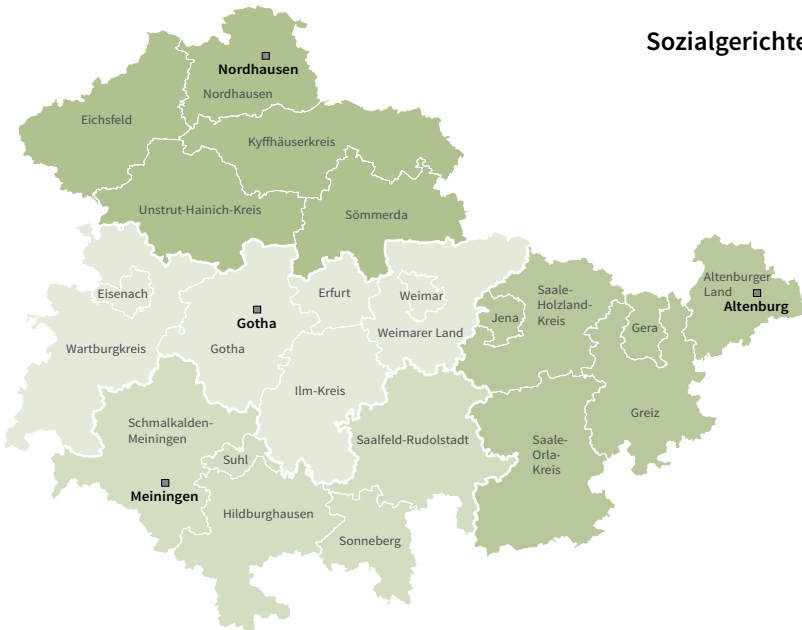 Sozialgerichte
Nordhausen
Nordhausen
Eichsfeld
Kyffhäuserkreis
Unstrut-Hainich-Kreis
Sömmerda
Eisenach
Erfurt
Weimar
Gotha
Wartburgkreis
Gotha
Weimarer Land
Ilm-Kreis
Saale-
Holzland-
Kreis
Jena
Gera
Altenburger
Land
Altenburg
Greiz
Schmalkalden-
Meiningen
Suhl
Meiningen
Saalfeld-Rudolstadt
Saale-
Orla-
Kreis
Hildburghausen
Sonneberg